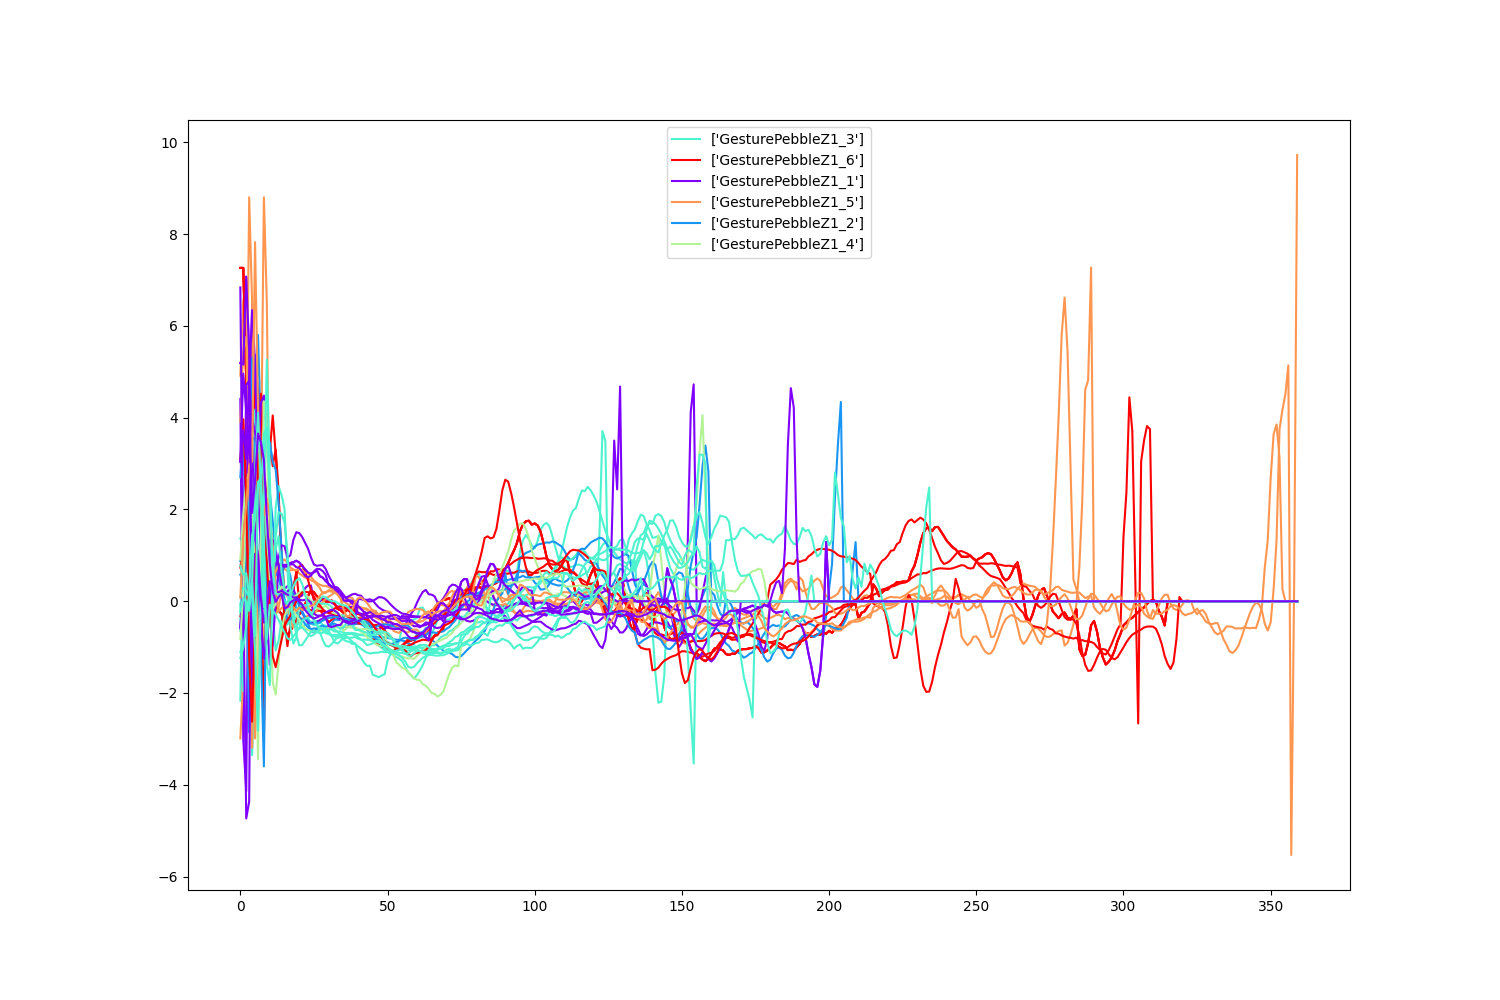 ['GesturePebbleZ1_3']
['GesturePebbleZ1_6']
['GesturePebbleZ1_1']
['GesturePebbleZ1_5']
['GesturePebbleZ1_2']
['GesturePebbleZ1_4']
10
8
6
4
2
0
−2
−4
−6
0 50 100 150 200 250 300 350